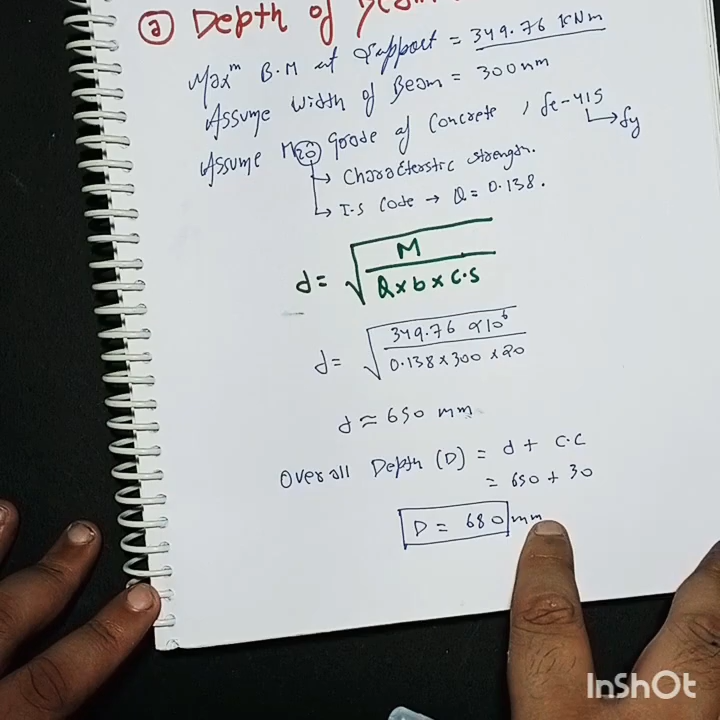 ② Depth of Beam
Maxᵐ B.M at Support = 349.76 KNm
Assume Width of Beam = 300mm
Assume M20 Grade of Concrete, fe-415
→ fy
→ Characterstic strength.
→ I.S Code → Q = 0.138.
d = √ M / Q×b×C.S
d = √ 349.76 ×10⁶ / 0.138×300×20
d ≈ 650 mm
Overall Depth (D) = d + C.C
= 650 + 30
D = 680 mm
InShOt